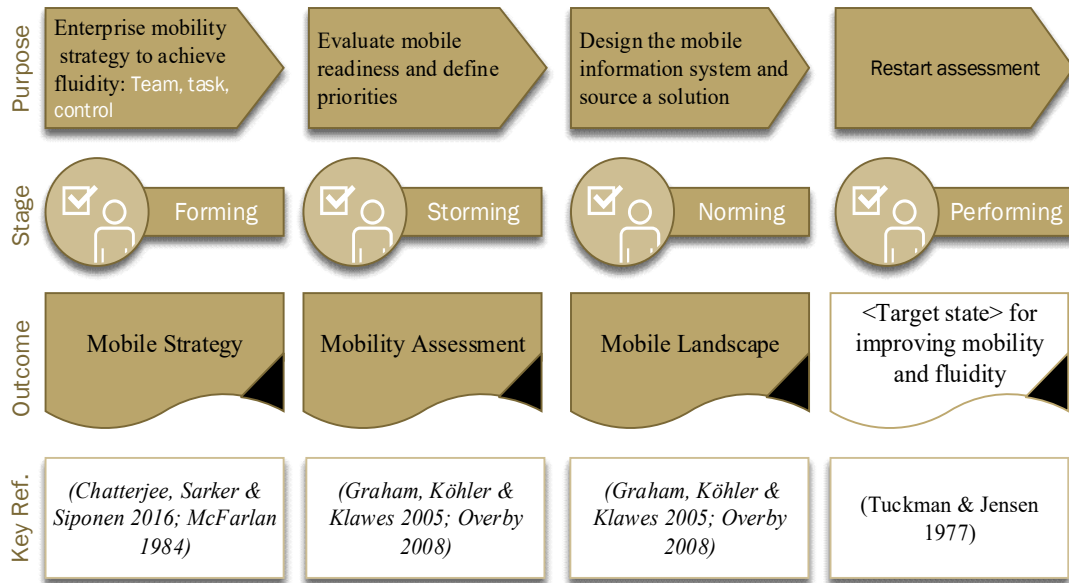 Purpose
Enterprise mobility
strategy to achieve
fluidity: Team, task,
control
Evaluate mobile
readiness and define
priorities
Design the mobile
information system and
source a solution
Restart assessment
Stage
Forming
Storming
Norming
Performing
Outcome
Mobile Strategy
Mobility Assessment
Mobile Landscape
<Target state> for
improving mobility
and fluidity
Key Ref.
(Chatterjee, Sarker &
Siponen 2016; McFarlan
1984)
(Graham, Köhler &
Klawes 2005; Overby
2008)
(Graham, Köhler &
Klawes 2005; Overby
2008)
(Tuckman & Jensen
1977)